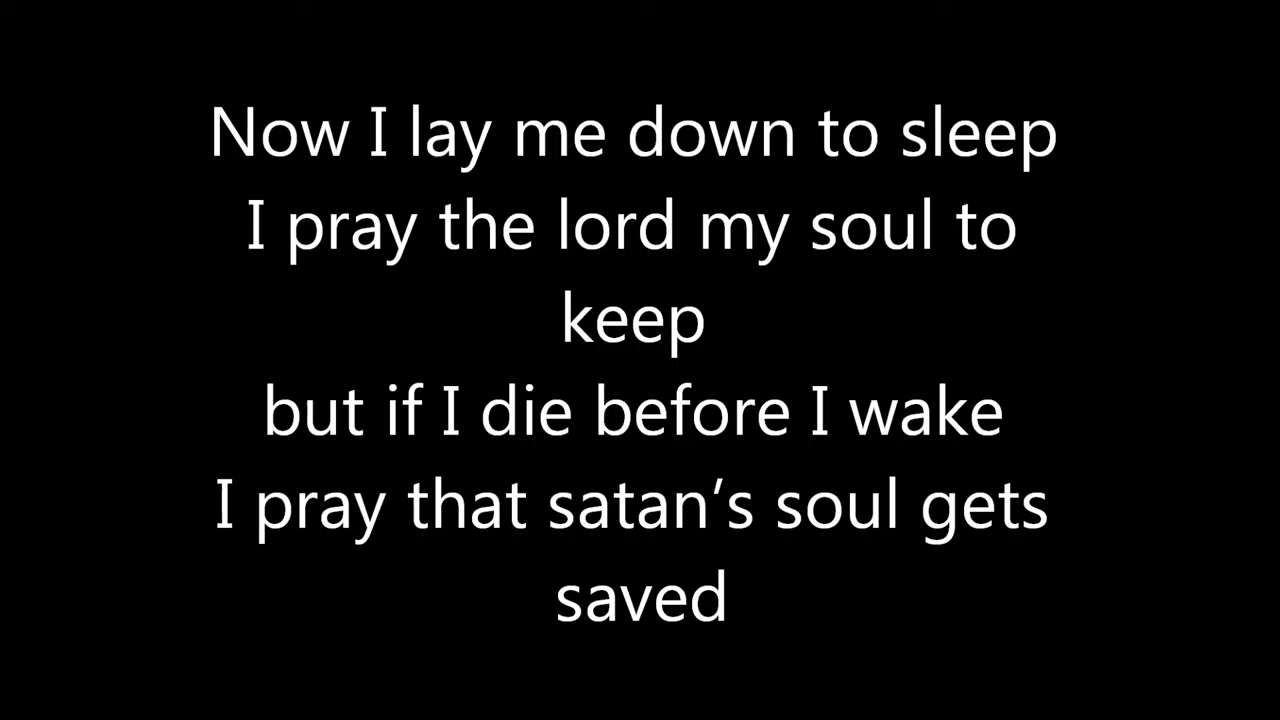 Now I lay me down to sleep
I pray the lord my soul to
keep
but if I die before I wake
I pray that satan’s soul gets
saved